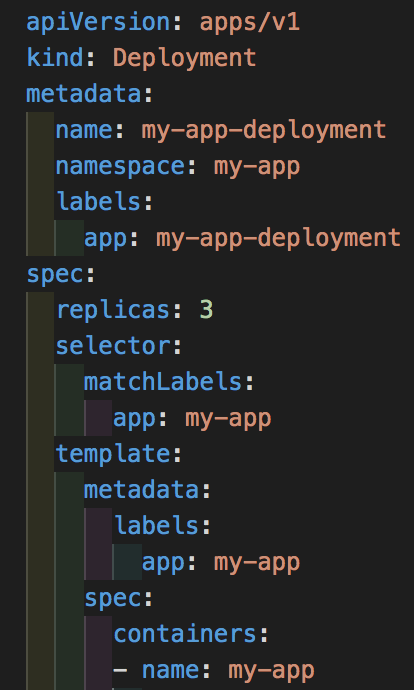 apiVersion: apps/v1
kind: Deployment
metadata:
  name: my-app-deployment
  namespace: my-app
  labels:
    app: my-app-deployment
spec:
  replicas: 3
  selector:
    matchLabels:
      app: my-app
  template:
    metadata:
      labels:
        app: my-app
    spec:
      containers:
      - name: my-app